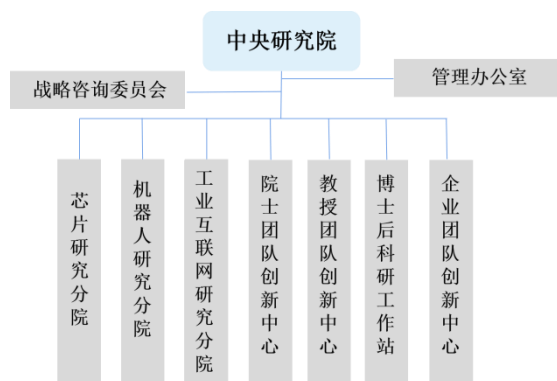 中央研究院
管理办公室
战略咨询委员会
芯片研究分院
机器人研究分院
工业互联网研究分院
院士团队创新中心
教授团队创新中心
博士后科研工作站
企业团队创新中心